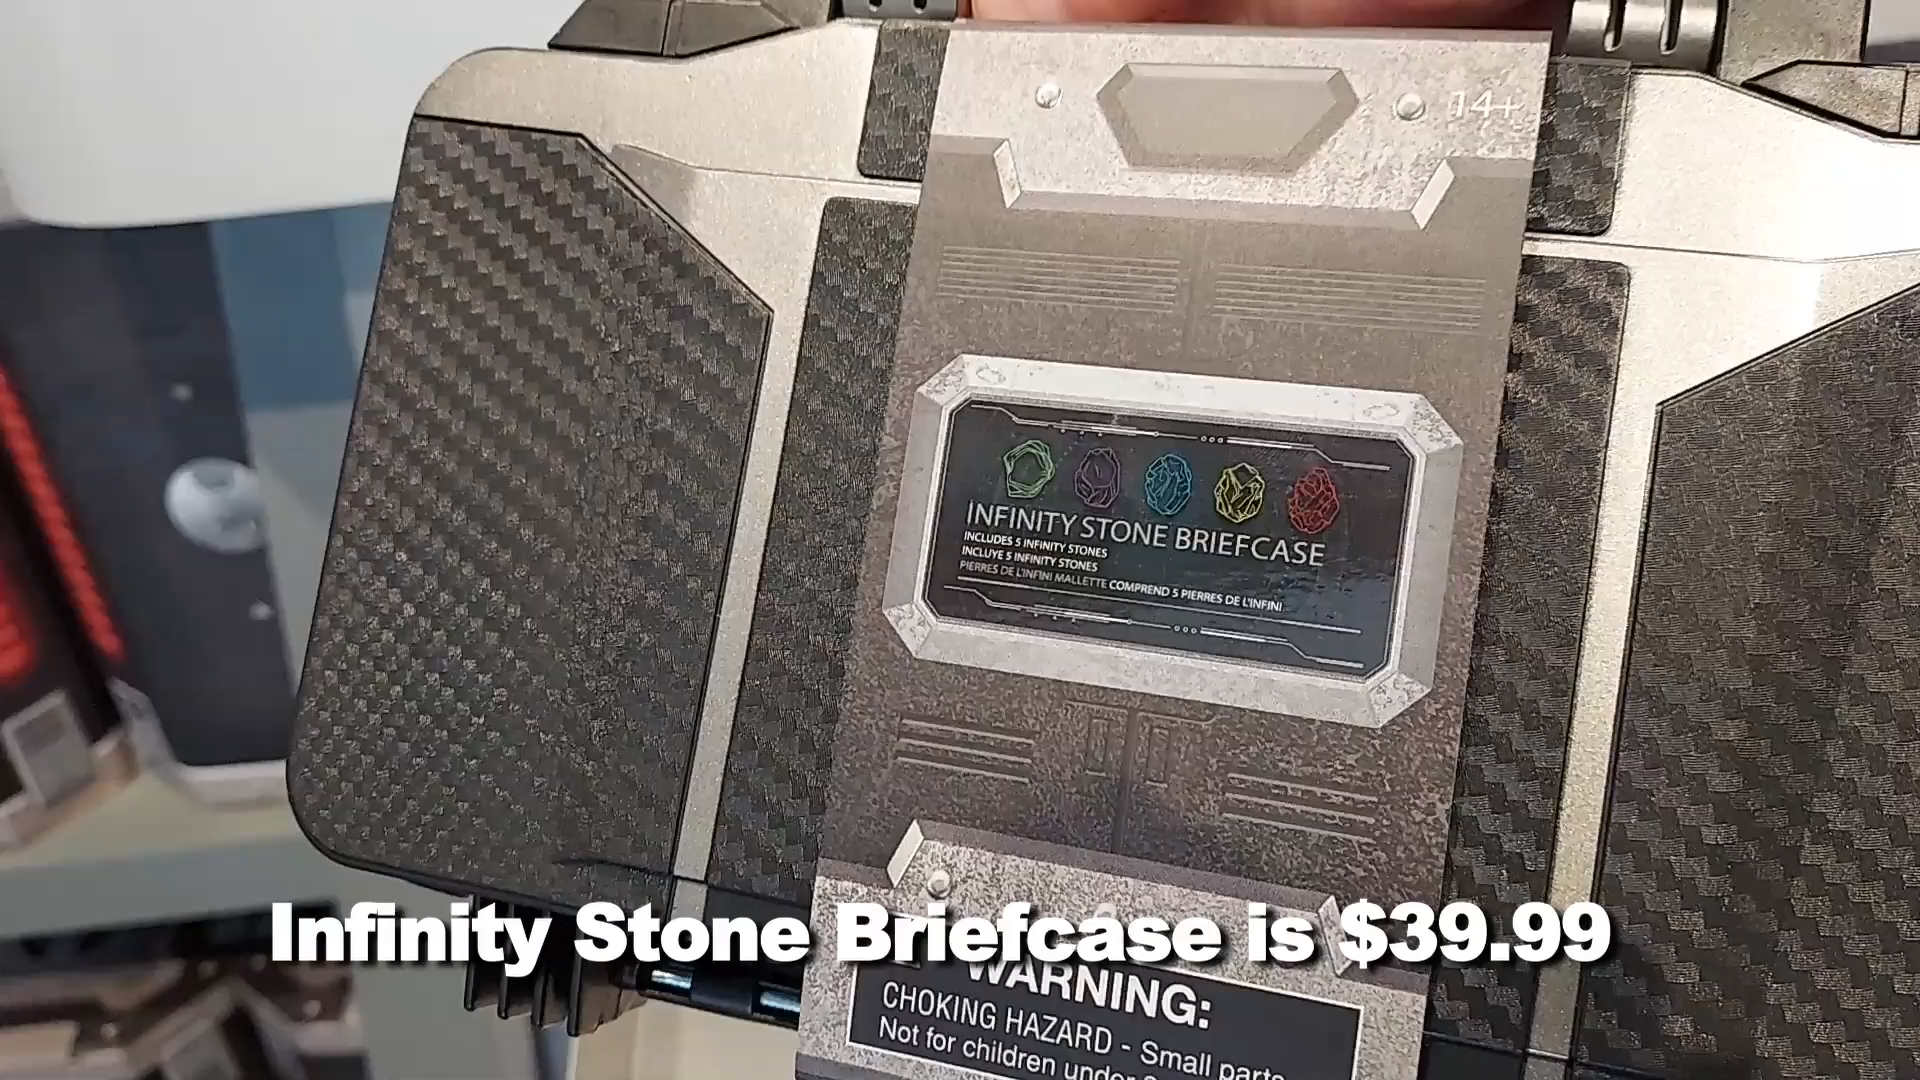 14+
INFINITY STONE BRIEFCASE
INCLUDES 5 INFINITY STONES
INCLUYE 5 INFINITY STONES
PIERRES DE L'INFINI MALLETTE COMPREND 5 PIERRES DE L'INFINI
Infinity Stone Briefcase is $39.99
WARNING:
CHOKING HAZARD - Small parts
Not for children under